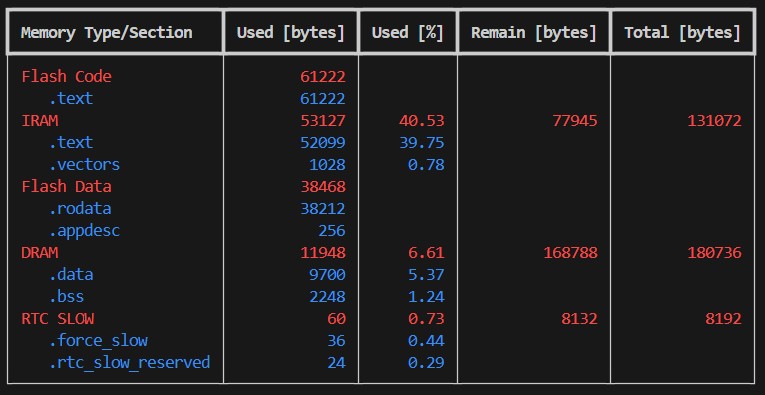 Memory Type/Section Used [bytes] Used [%] Remain [bytes] Total [bytes]
Flash Code 61222
.text 61222
IRAM 53127 40.53 77945 131072
.text 52099 39.75
.vectors 1028 0.78
Flash Data 38468
.rodata 38212
.appdesc 256
DRAM 11948 6.61 168788 180736
.data 9700 5.37
.bss 2248 1.24
RTC SLOW 60 0.73 8132 8192
.force_slow 36 0.44
.rtc_slow_reserved 24 0.29